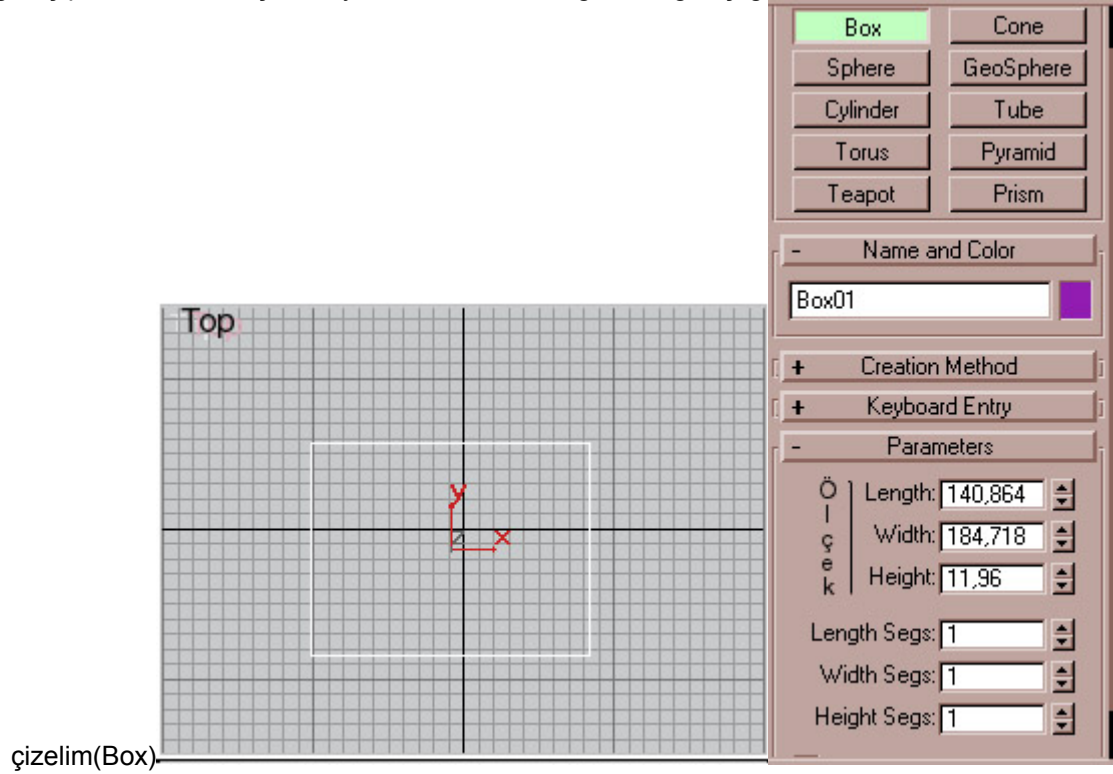 Box Cone
Sphere GeoSphere
Cylinder Tube
Torus Pyramid
Teapot Prism
- Name and Color
Box01
+ Creation Method
+ Keyboard Entry
- Parameters
Ölçek
Length: 140,864
Width: 184,718
Height: 11,96
Length Segs: 1
Width Segs: 1
Height Segs: 1
Top
y
x
z
çizelim(Box)